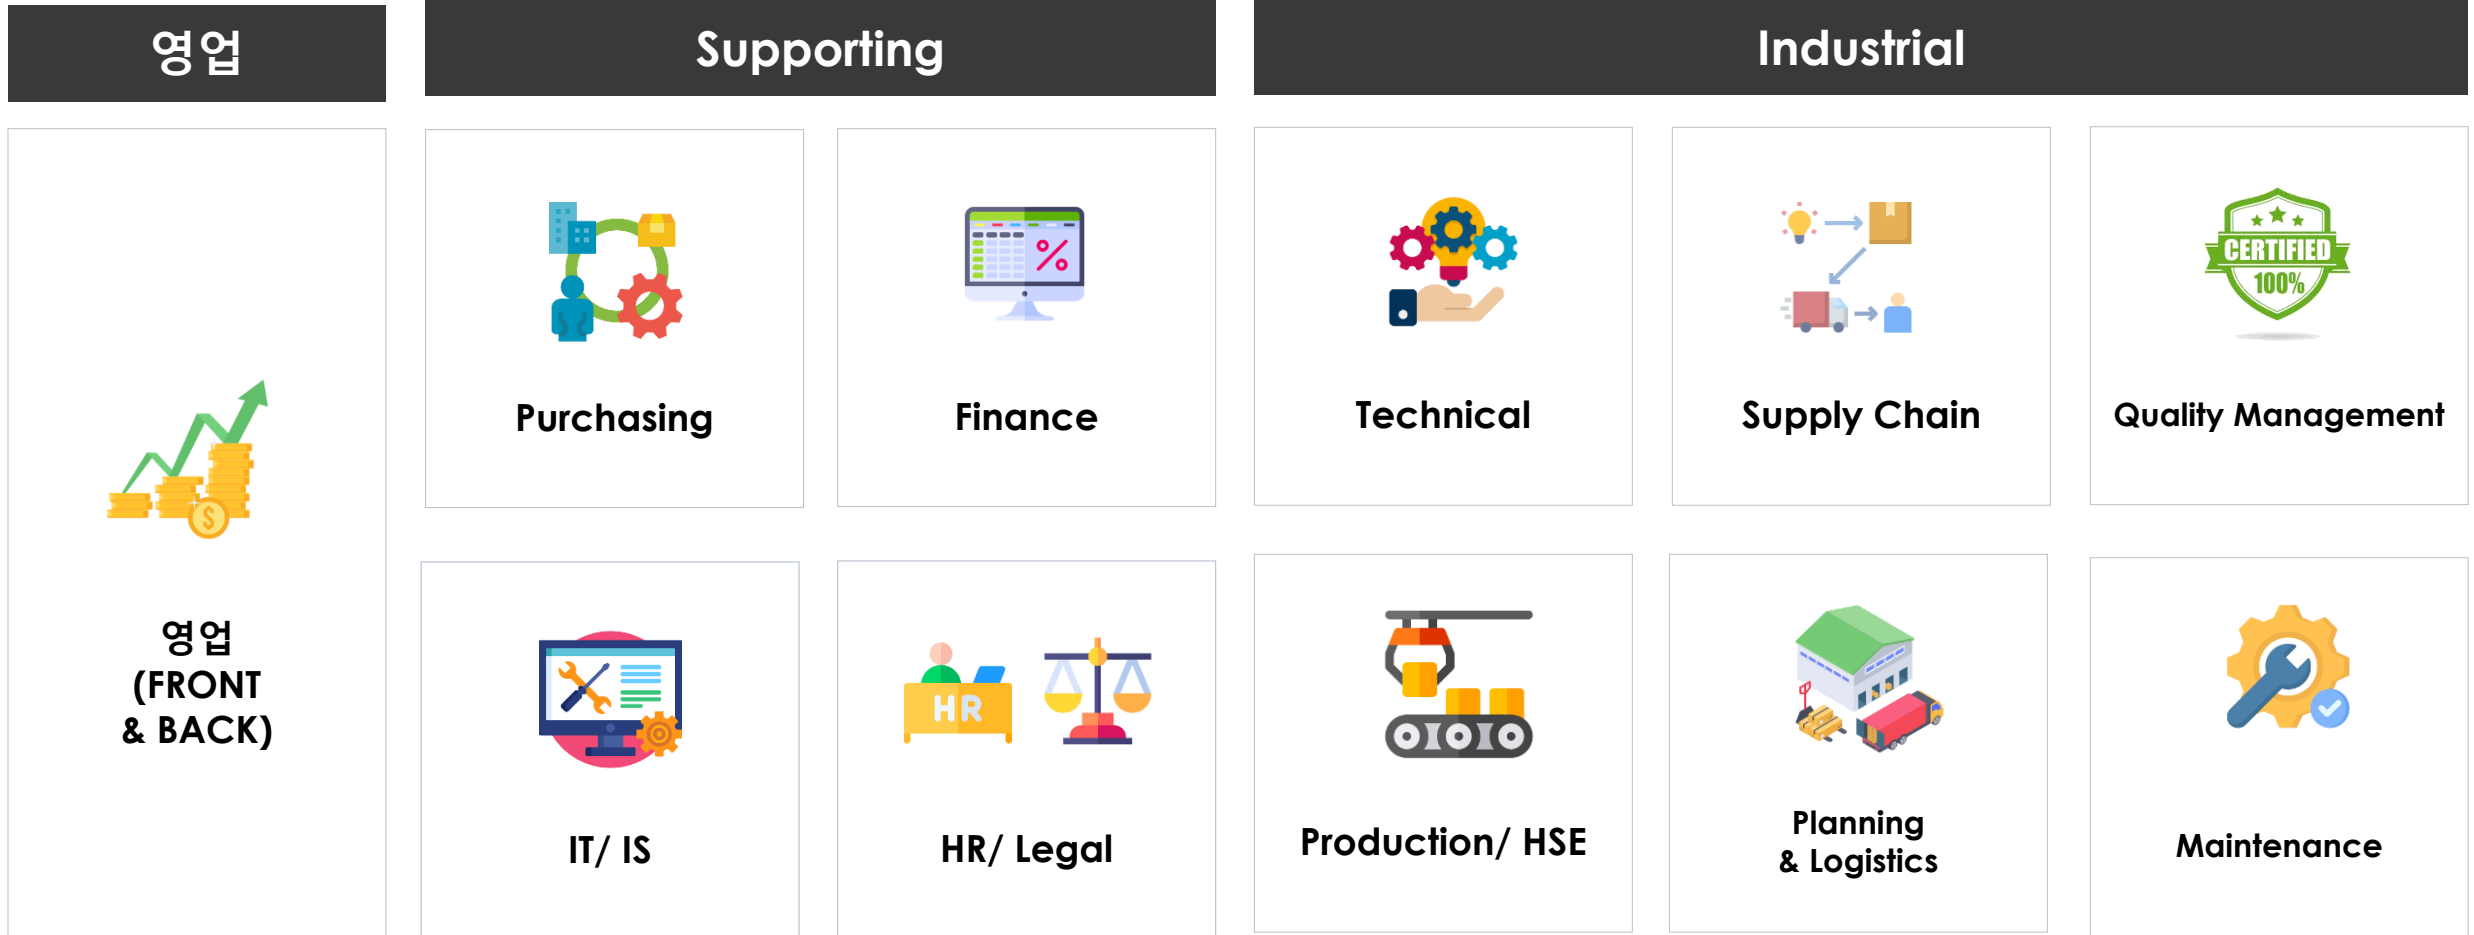 영업
Supporting
Industrial
영업
(FRONT
& BACK)
Purchasing
Finance
Technical
Supply Chain
CERTIFIED
100%
Quality Management
IT/ IS
HR
HR/ Legal
Production/ HSE
Planning
& Logistics
Maintenance